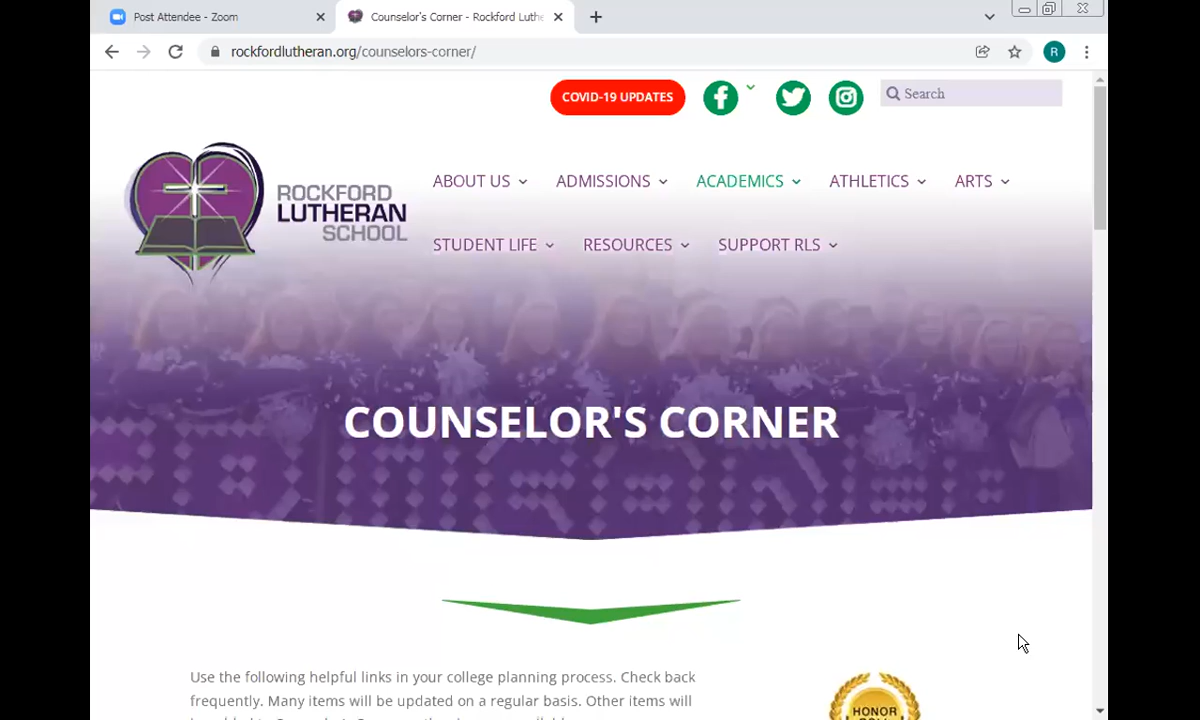 Post Attendee - Zoom
Counselor's Corner - Rockford Luthe
rockfordlutheran.org/counselors-corner/
R
COVID-19 UPDATES
Search
ROCKFORD
LUTHERAN
SCHOOL
ABOUT US
ADMISSIONS
ACADEMICS
ATHLETICS
ARTS
STUDENT LIFE
RESOURCES
SUPPORT RLS
COUNSELOR'S CORNER
Use the following helpful links in your college planning process. Check back
frequently. Many items will be updated on a regular basis. Other items will
HONOR